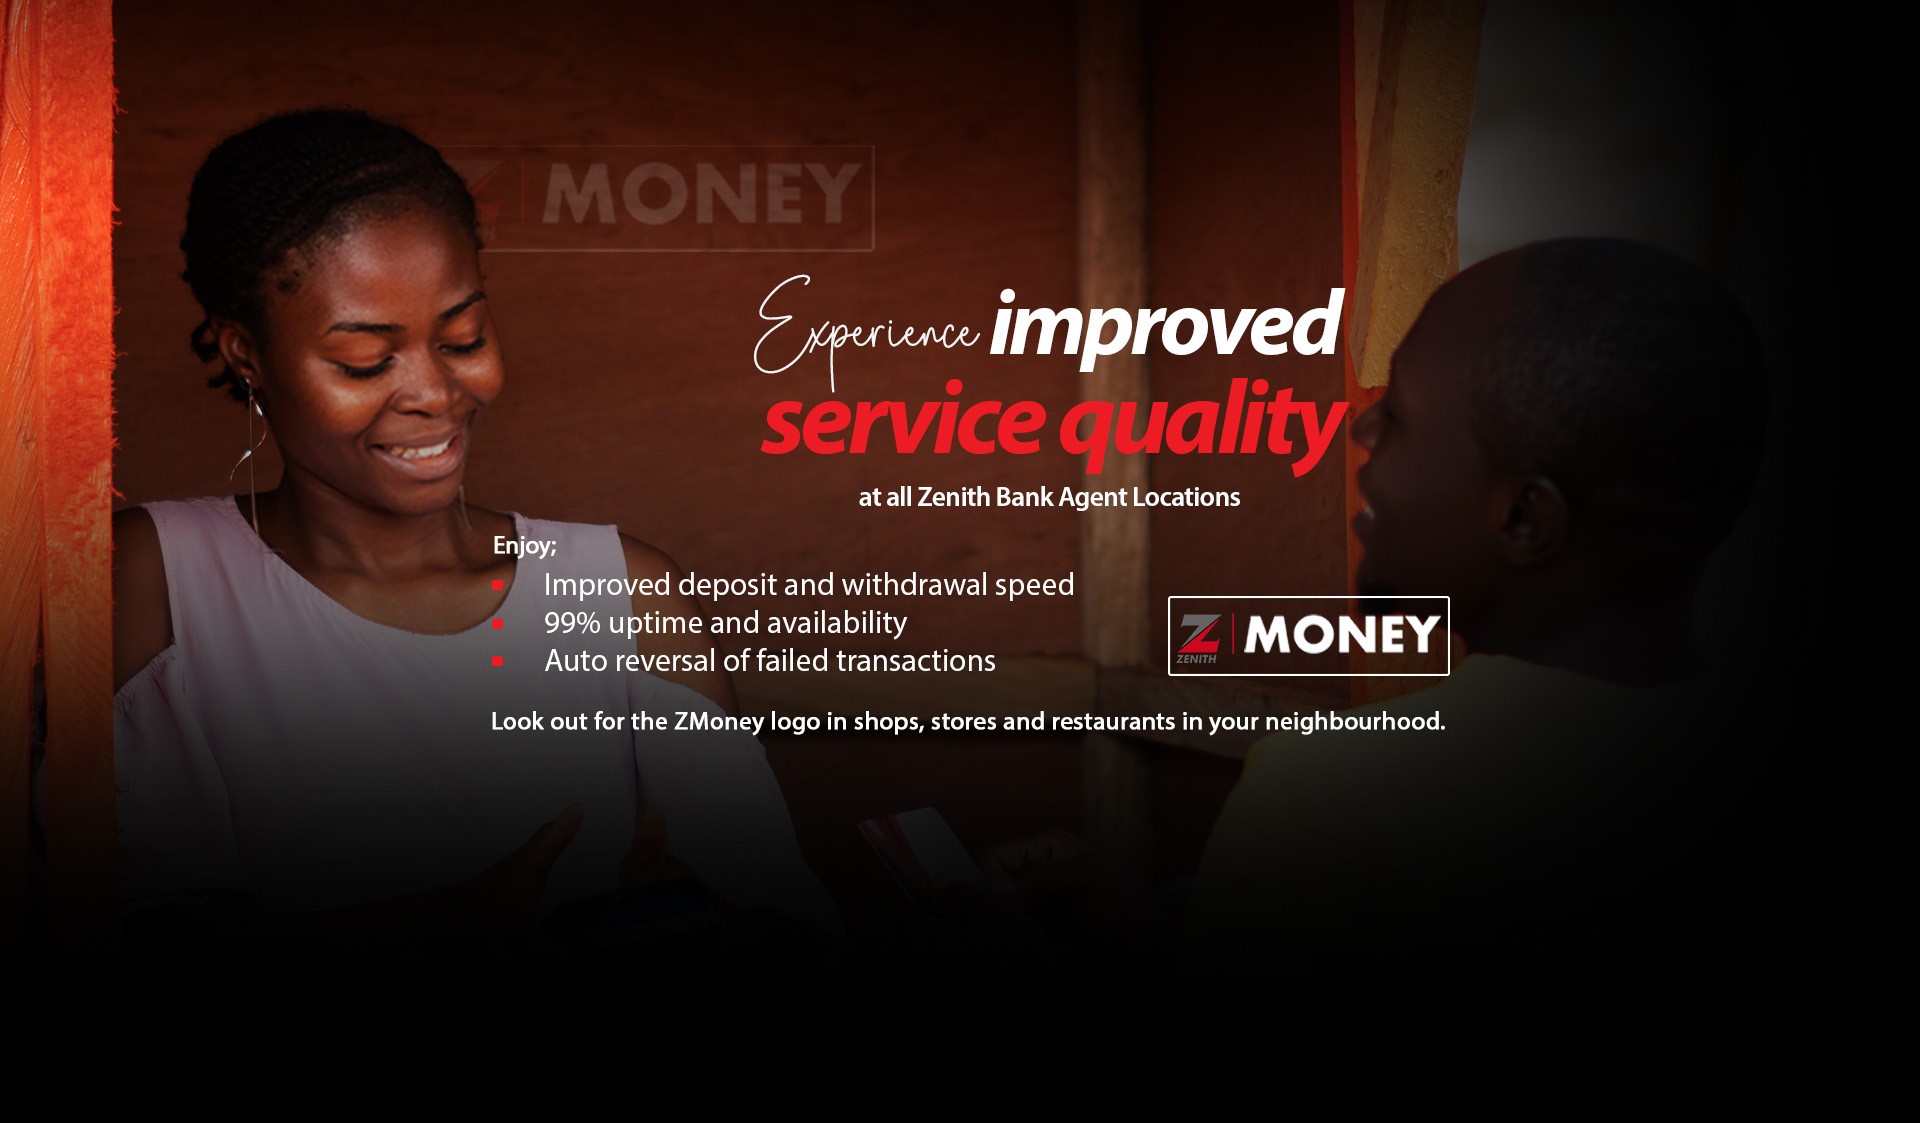 MONEY
Experience improved
service quality
at all Zenith Bank Agent Locations
Enjoy;
Improved deposit and withdrawal speed
99% uptime and availability
Auto reversal of failed transactions
Z MONEY
ZENITH
Look out for the ZMoney logo in shops, stores and restaurants in your neighbourhood.